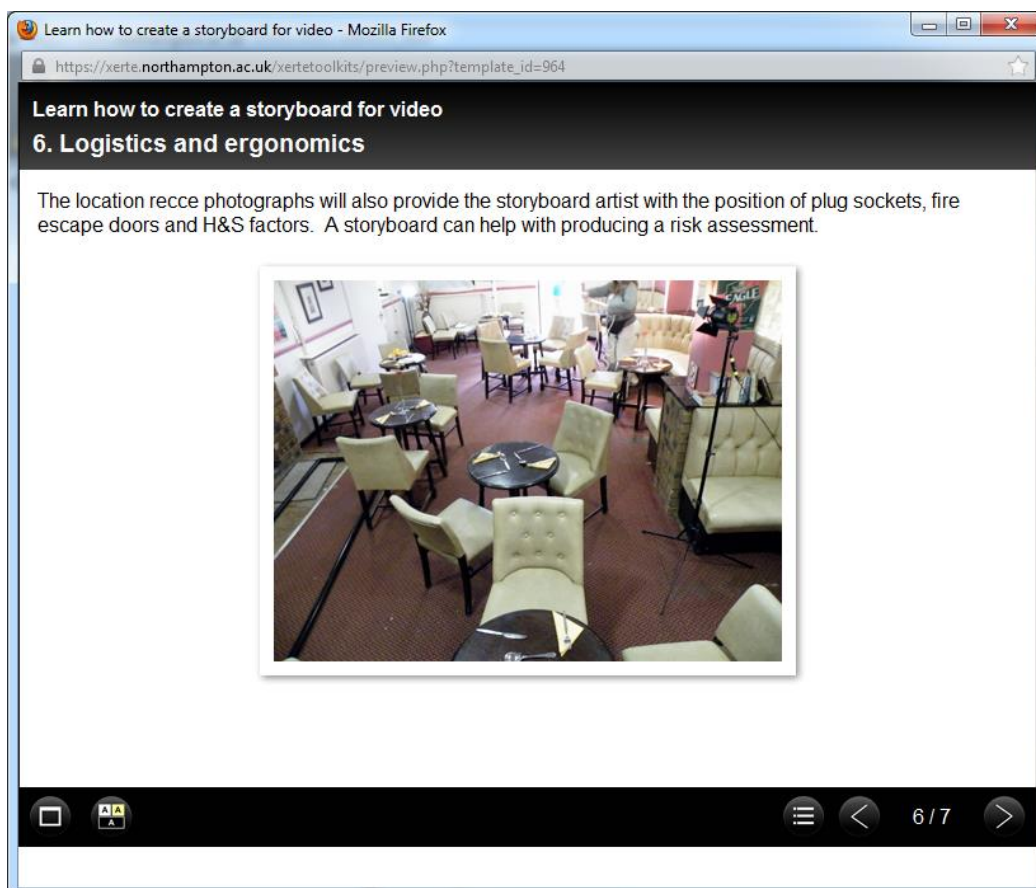 Learn how to create a storyboard for video - Mozilla Firefox
https://xerte.northampton.ac.uk/xertetoolkits/preview.php?template_id=964
Learn how to create a storyboard for video
6. Logistics and ergonomics
The location recce photographs will also provide the storyboard artist with the position of plug sockets, fire
escape doors and H&S factors.  A storyboard can help with producing a risk assessment.
EAGLE
A A
A
6 / 7